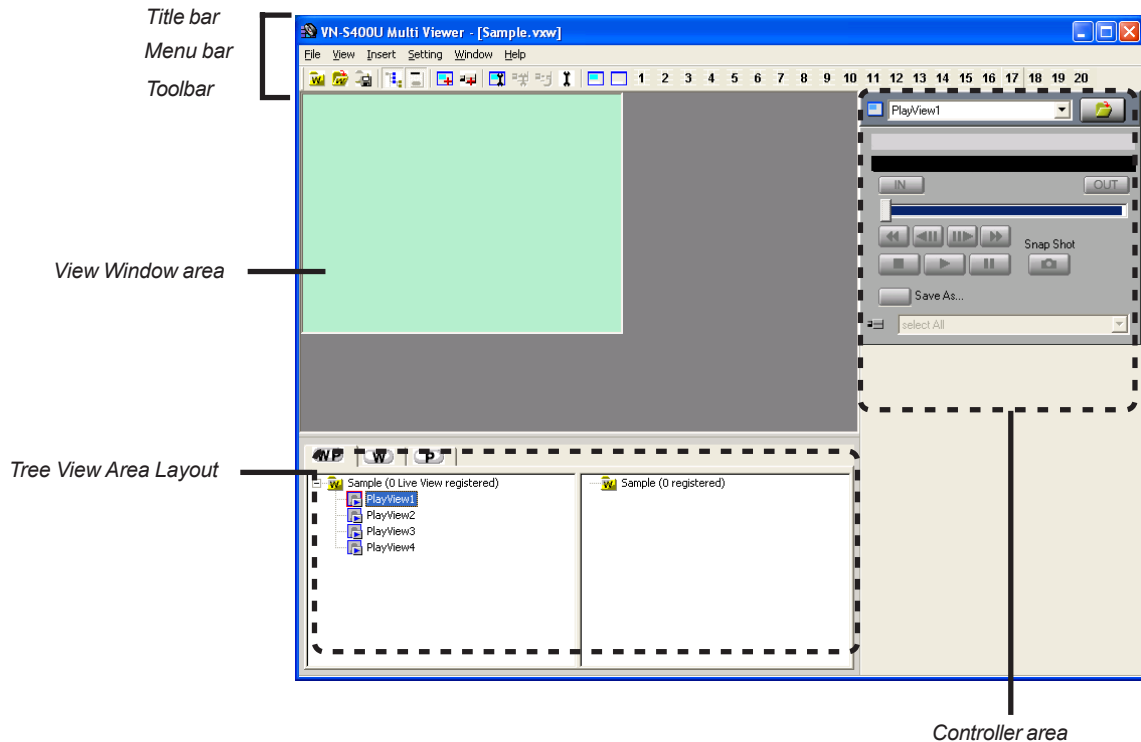 Title bar
Menu bar
Toolbar
VN-S400U Multi Viewer - [Sample.vxw]
File View Insert Setting Window Help
1 2 3 4 5 6 7 8 9 10 11 12 13 14 15 16 17 18 19 20
PlayView1
IN OUT
Snap Shot
Save As...
select All
View Window area
Tree View Area Layout
W P W P
Sample (0 Live View registered)
PlayView1
PlayView2
PlayView3
PlayView4
Sample (0 registered)
Controller area